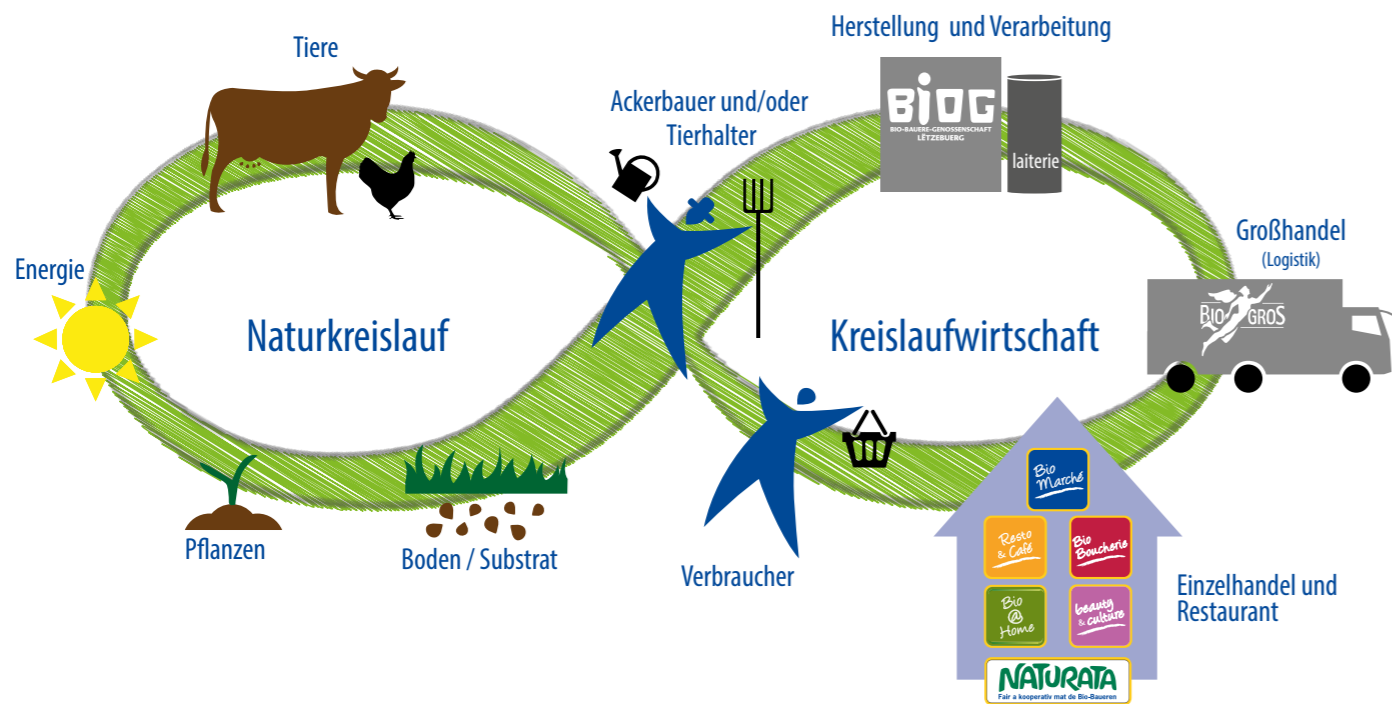 Tiere
Herstellung und Verarbeitung
Ackerbauer und/oder
Tierhalter
BIOG
BIO-BAUERE-GENOSSENSCHAFT
LËTZEBUERG
laiterie
Großhandel
(Logistik)
BIO GROS
Energie
Naturkreislauf
Kreislaufwirtschaft
Pflanzen
Boden / Substrat
Verbraucher
Bio
Marché
Resto
& Café
Bio
Boucherie
Bio
@
Home
beauty
& culture
NATURATA
Fair a kooperativ mat de Bio-Baueren
Einzelhandel und
Restaurant